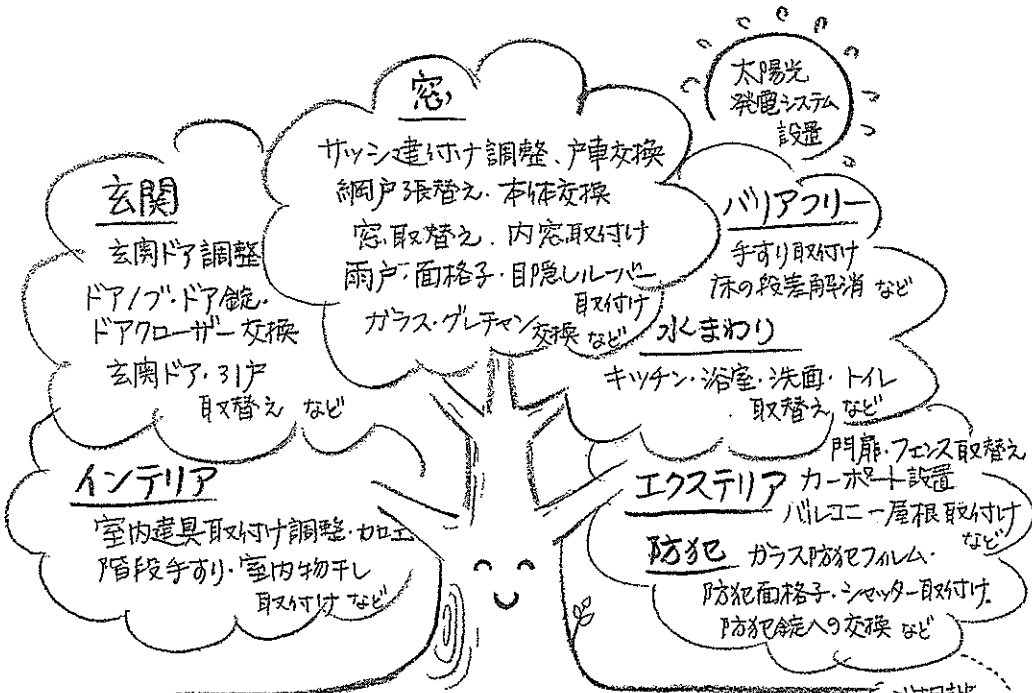 窓
サッシ建付け調整、戸車交換
網戸張替え・本体交換
窓取替え、内窓取付け
雨戸・面格子・目隠しルーバー
取付け
ガラス・グレチャン交換 など
太陽光
発電システム
設置
玄関
玄関ドア調整
ドアノブ・ドア錠・
ドアクローザー交換
玄関ドア・引戸
取替え など
バリアフリー
手すり取付け
床の段差解消 など
水まわり
キッチン・浴室・洗面・トイレ
取替え など
インテリア
室内建具取付け調整・加工
階段手すり・室内物干し
取付け など
エクステリア
門扉・フェンス取替え
カーポート設置
バルコニー屋根取付け
など
防犯
ガラス防犯フィルム・
防犯面格子・シャッター取付け
防犯錠への交換 など